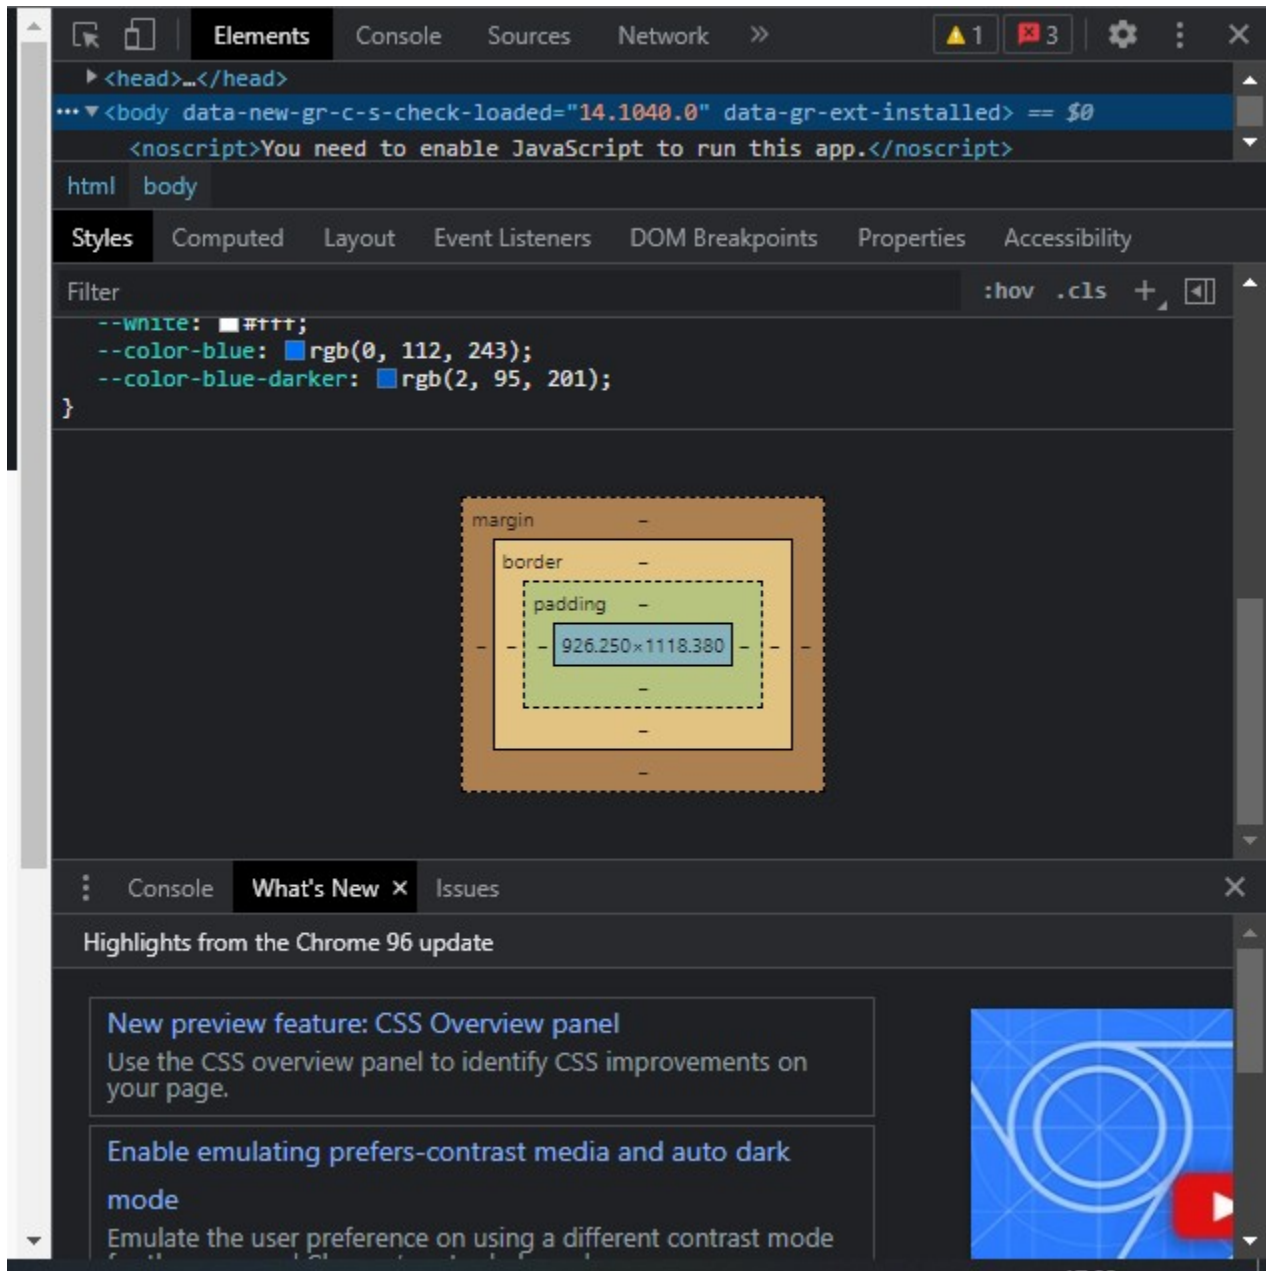 Elements Console Sources Network » 1 3
▶<head>…</head>
···▼<body data-new-gr-c-s-check-loaded="14.1040.0" data-gr-ext-installed> == $0
<noscript>You need to enable JavaScript to run this app.</noscript>
html body
Styles Computed Layout Event Listeners DOM Breakpoints Properties Accessibility
Filter :hov .cls +
--white: #fff;
--color-blue: rgb(0, 112, 243);
--color-blue-darker: rgb(2, 95, 201);
}
margin –
border –
padding –
– – – 926.250×1118.380 – – –
–
–
–
Console What's New × Issues
Highlights from the Chrome 96 update
New preview feature: CSS Overview panel
Use the CSS overview panel to identify CSS improvements on
your page.
Enable emulating prefers-contrast media and auto dark
mode
Emulate the user preference on using a different contrast mode